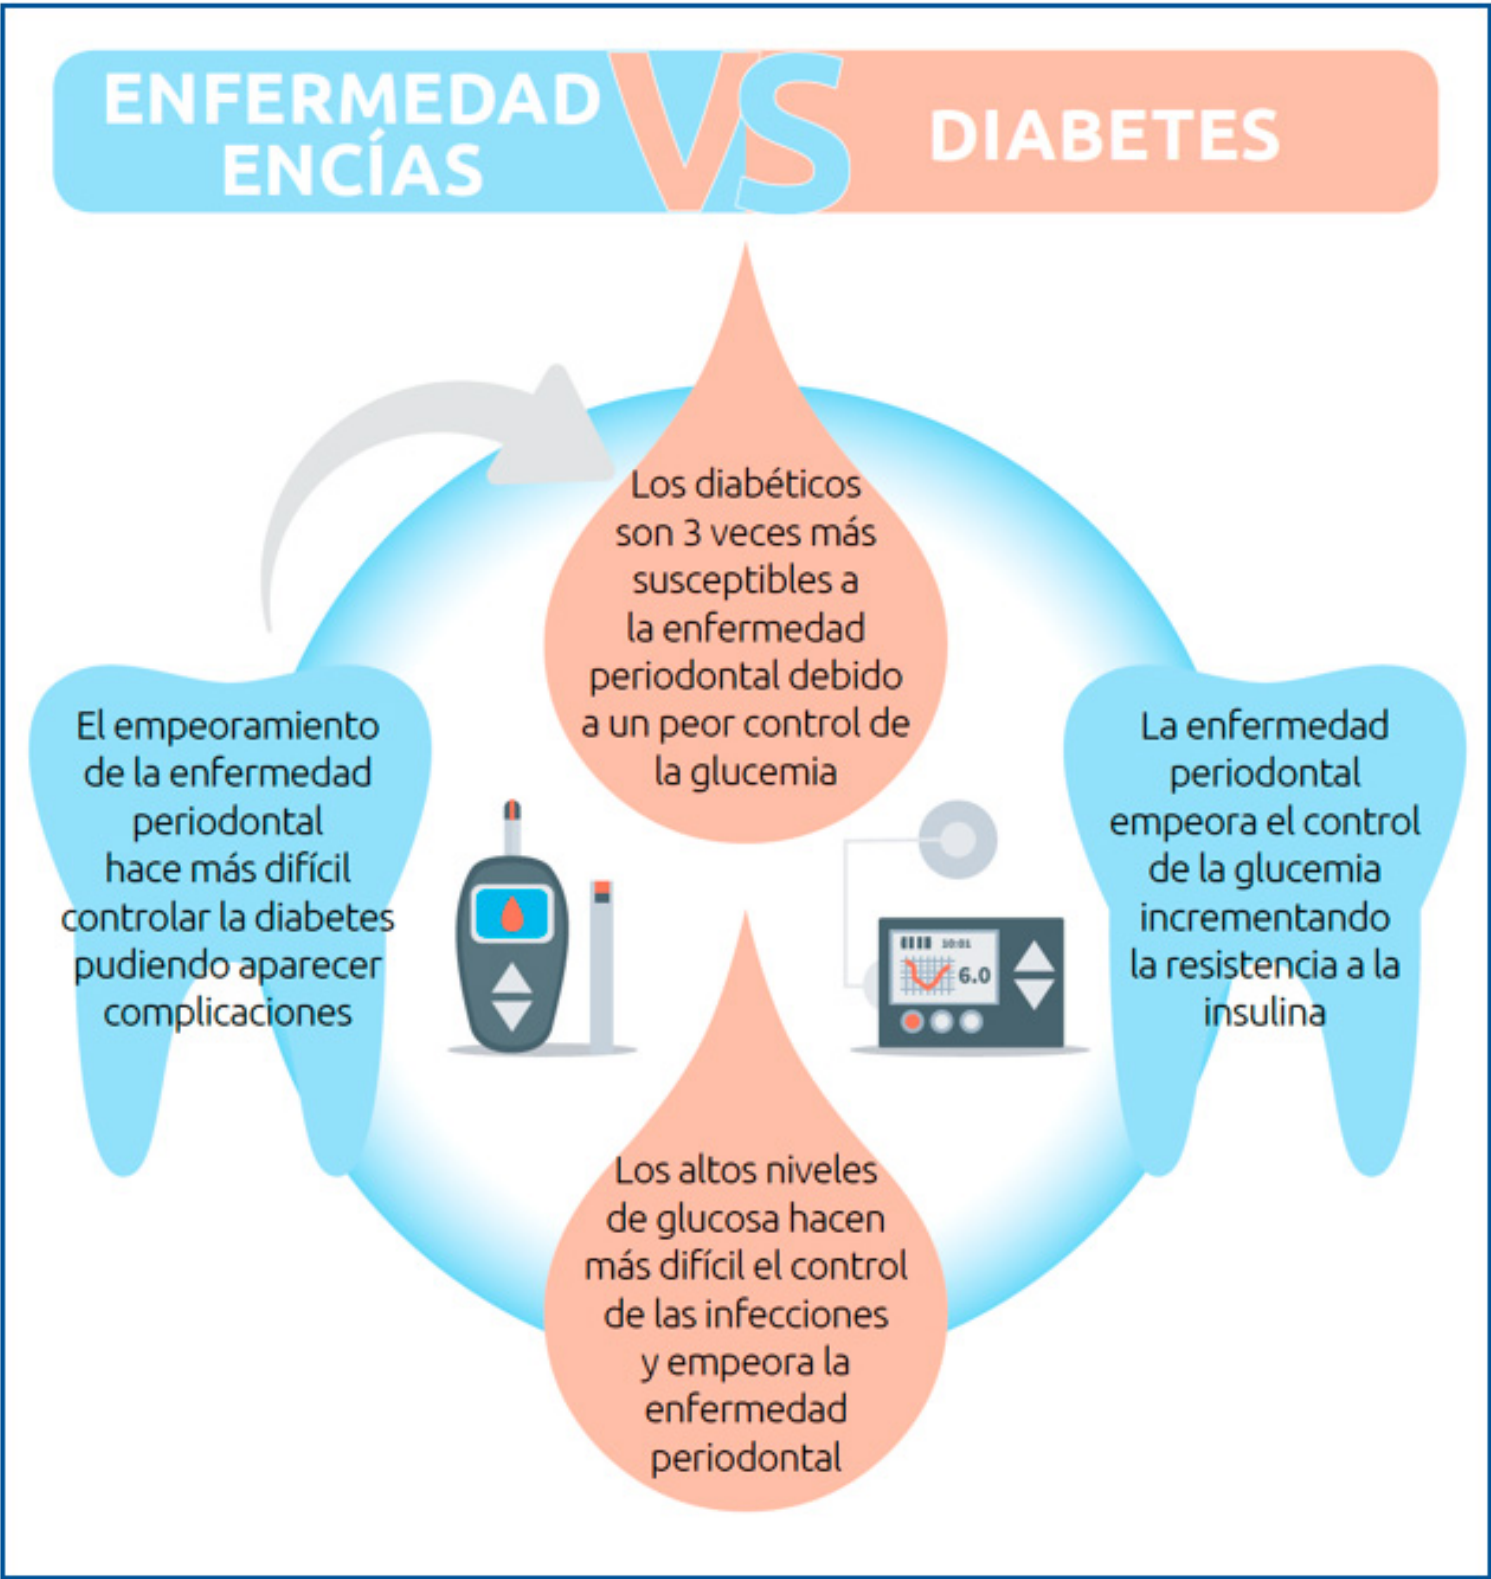 ENFERMEDAD
ENCÍAS
VS
DIABETES
Los diabéticos
son 3 veces más
susceptibles a
la enfermedad
periodontal debido
a un peor control de
la glucemia
El empeoramiento
de la enfermedad
periodontal
hace más difícil
controlar la diabetes
pudiendo aparecer
complicaciones
La enfermedad
periodontal
empeora el control
de la glucemia
incrementando
la resistencia a la
insulina
10:01
6.0
Los altos niveles
de glucosa hacen
más difícil el control
de las infecciones
y empeora la
enfermedad
periodontal